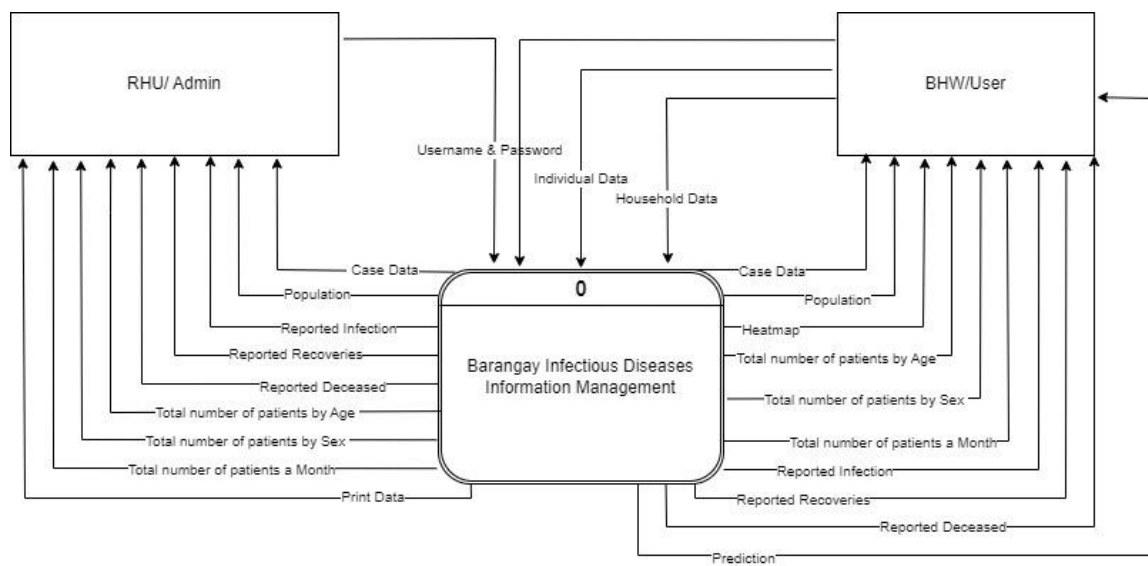 RHU/ Admin
BHW/User
Username & Password
Individual Data
Household Data
Case Data
Population
Reported Infection
Reported Recoveries
Reported Deceased
Total number of patients by Age
Total number of patients by Sex
Total number of patients a Month
Print Data
0
Barangay Infectious Diseases
Information Management
Case Data
Population
Heatmap
Total number of patients by Age
Total number of patients by Sex
Total number of patients a Month
Reported Infection
Reported Recoveries
Reported Deceased
Prediction